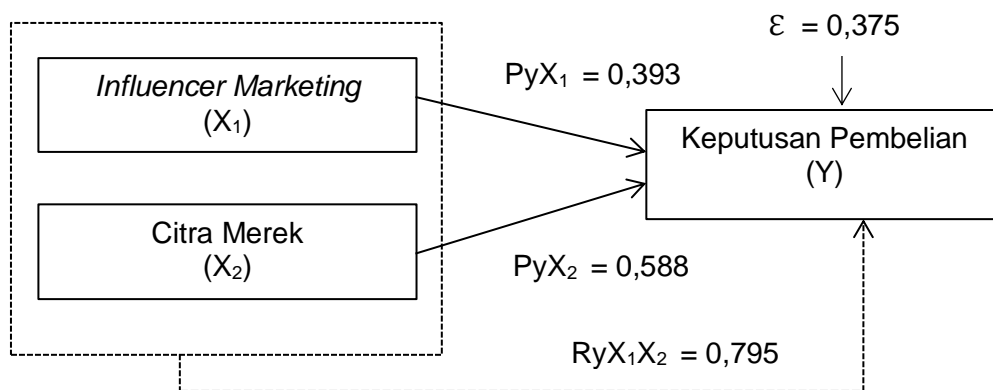 ℇ = 0,375
PyX₁ = 0,393
Influencer Marketing
(X₁)
Keputusan Pembelian
(Y)
Citra Merek
(X₂)
PyX₂ = 0,588
RyX₁X₂ = 0,795